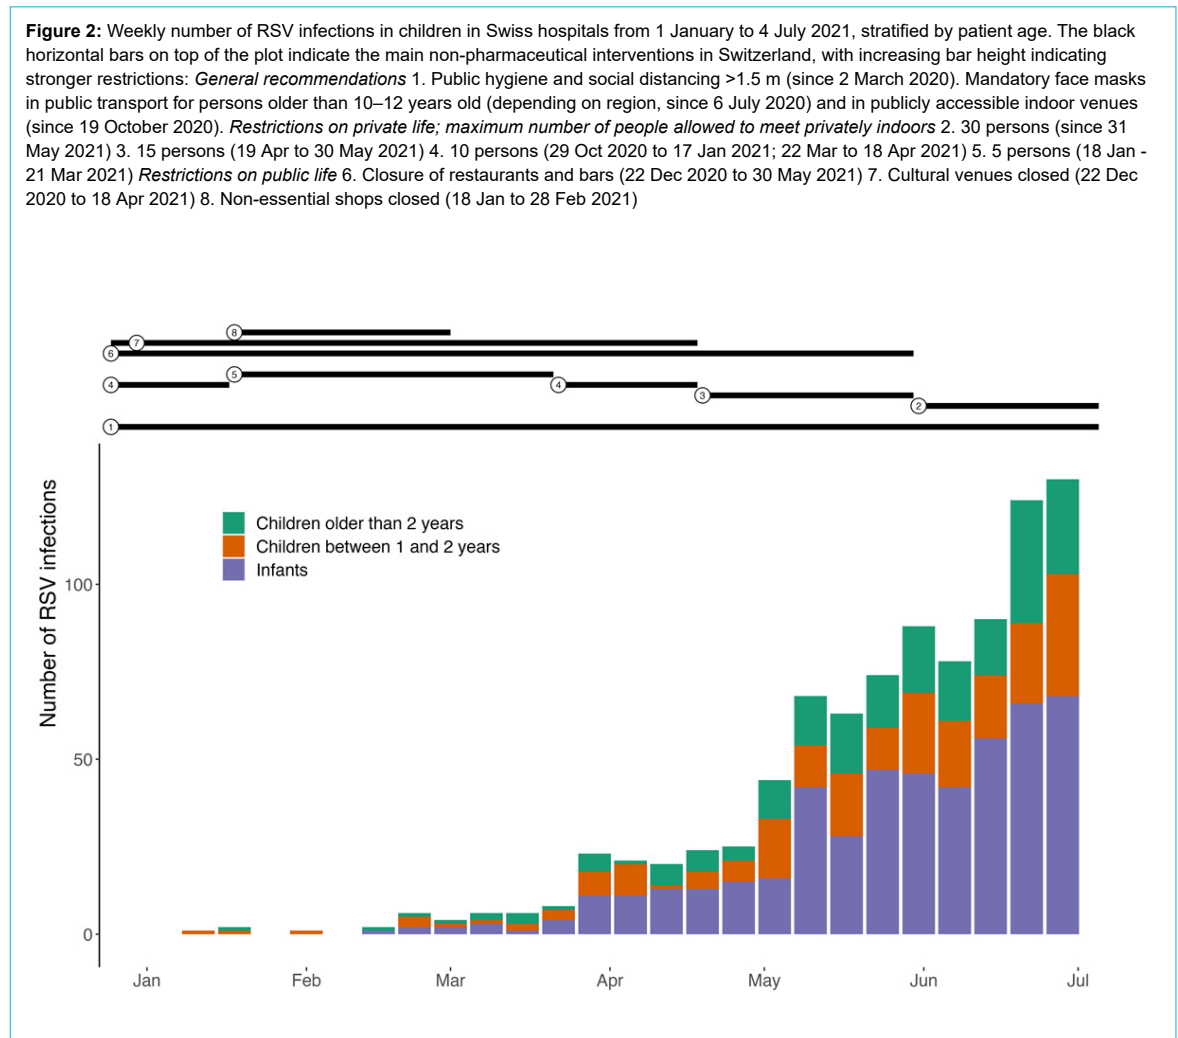 Figure 2: Weekly number of RSV infections in children in Swiss hospitals from 1 January to 4 July 2021, stratified by patient age. The black
horizontal bars on top of the plot indicate the main non-pharmaceutical interventions in Switzerland, with increasing bar height indicating
stronger restrictions: General recommendations 1. Public hygiene and social distancing >1.5 m (since 2 March 2020). Mandatory face masks
in public transport for persons older than 10–12 years old (depending on region, since 6 July 2020) and in publicly accessible indoor venues
(since 19 October 2020). Restrictions on private life; maximum number of people allowed to meet privately indoors 2. 30 persons (since 31
May 2021) 3. 15 persons (19 Apr to 30 May 2021) 4. 10 persons (29 Oct 2020 to 17 Jan 2021; 22 Mar to 18 Apr 2021) 5. 5 persons (18 Jan -
21 Mar 2021) Restrictions on public life 6. Closure of restaurants and bars (22 Dec 2020 to 30 May 2021) 7. Cultural venues closed (22 Dec
2020 to 18 Apr 2021) 8. Non-essential shops closed (18 Jan to 28 Feb 2021)
8
7
6
5
4 4
3
2
1
Number of RSV infections
Children older than 2 years
Children between 1 and 2 years
Infants
100
50
0
Jan Feb Mar Apr May Jun Jul